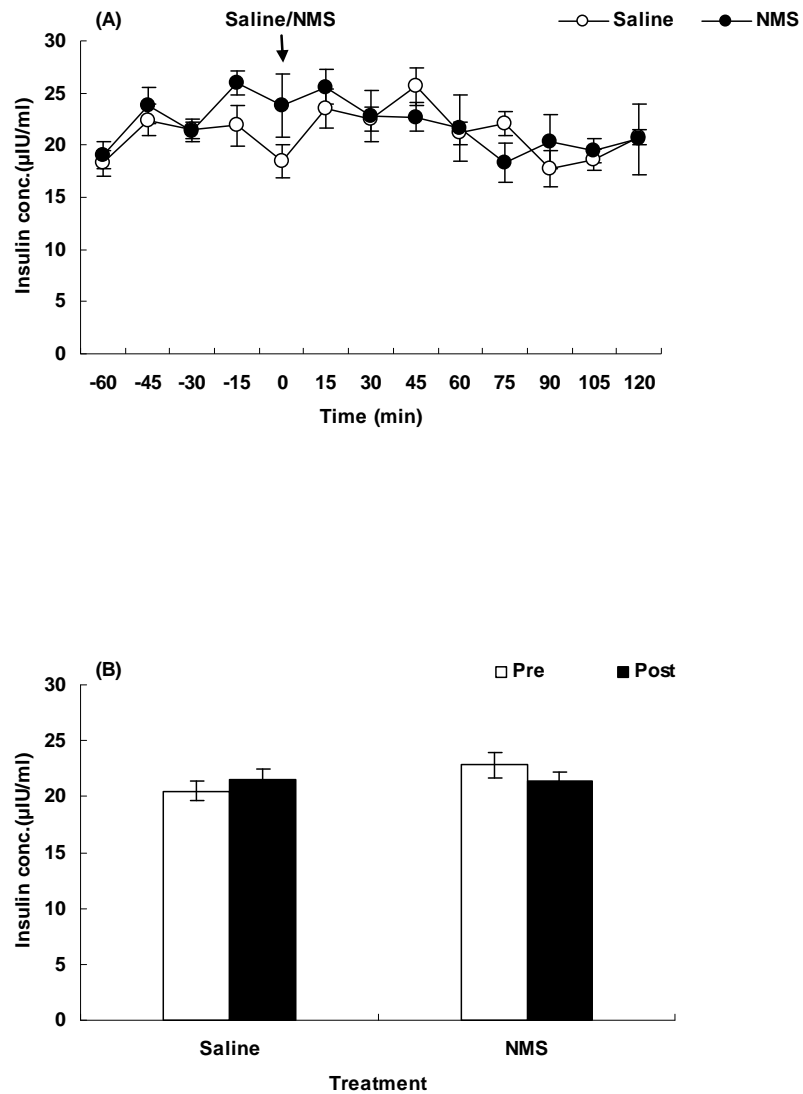 (A)
Saline/NMS
Saline
NMS
Insulin conc.(µIU/ml)
30
25
20
15
10
5
0
-60 -45 -30 -15 0 15 30 45 60 75 90 105 120
Time (min)
(B)
Pre
Post
Insulin conc.(µIU/ml)
30
25
20
15
10
5
0
Saline NMS
Treatment